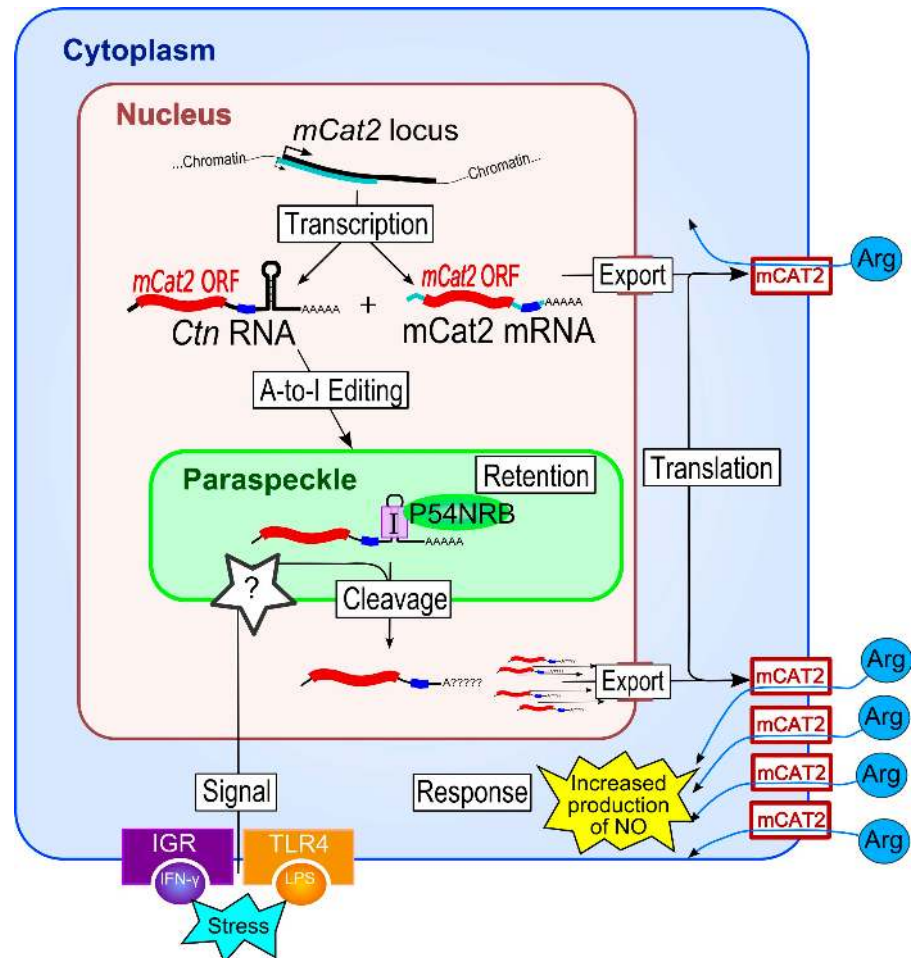 Cytoplasm
Nucleus
mCat2 locus
...Chromatin
Chromatin...
Transcription
mCat2 ORF
AAAAA
Ctn RNA
+
mCat2 ORF
AAAAA
mCat2 mRNA
Export
mCAT2
Arg
A-to-I Editing
Paraspeckle
Retention
I
P54NRB
AAAAA
?
Cleavage
Translation
A?????
Export
mCAT2
Arg
mCAT2
Arg
mCAT2
Arg
mCAT2
Arg
Signal
Response
Increased
production
of NO
IGR
IFN-γ
TLR4
LPS
Stress